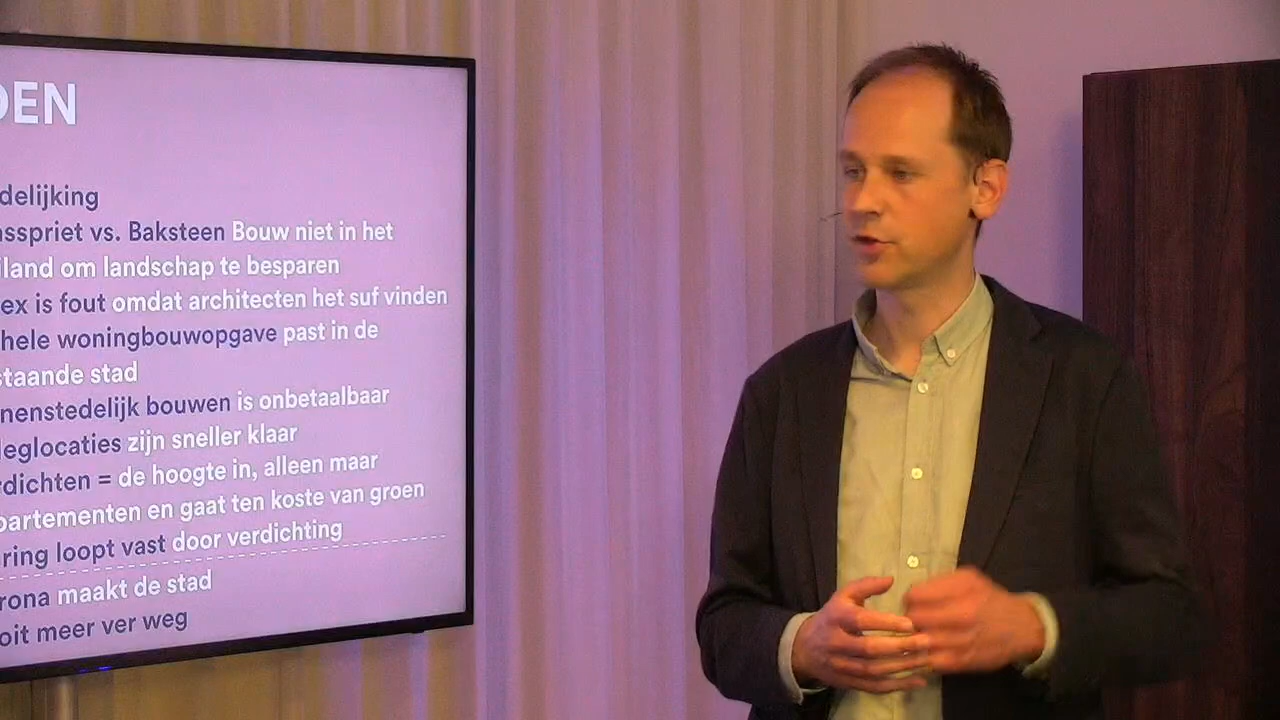 DEN
delijking
sspriet vs. Baksteen Bouw niet in het
iland om landschap te besparen
ex is fout omdat architecten het suf vinden
hele woningbouwopgave past in de
staande stad
nenstedelijk bouwen is onbetaalbaar
leglocaties zijn sneller klaar
dichten = de hoogte in, alleen maar
partementen en gaat ten koste van groen
ring loopt vast door verdichting
rona maakt de stad
oit meer ver weg